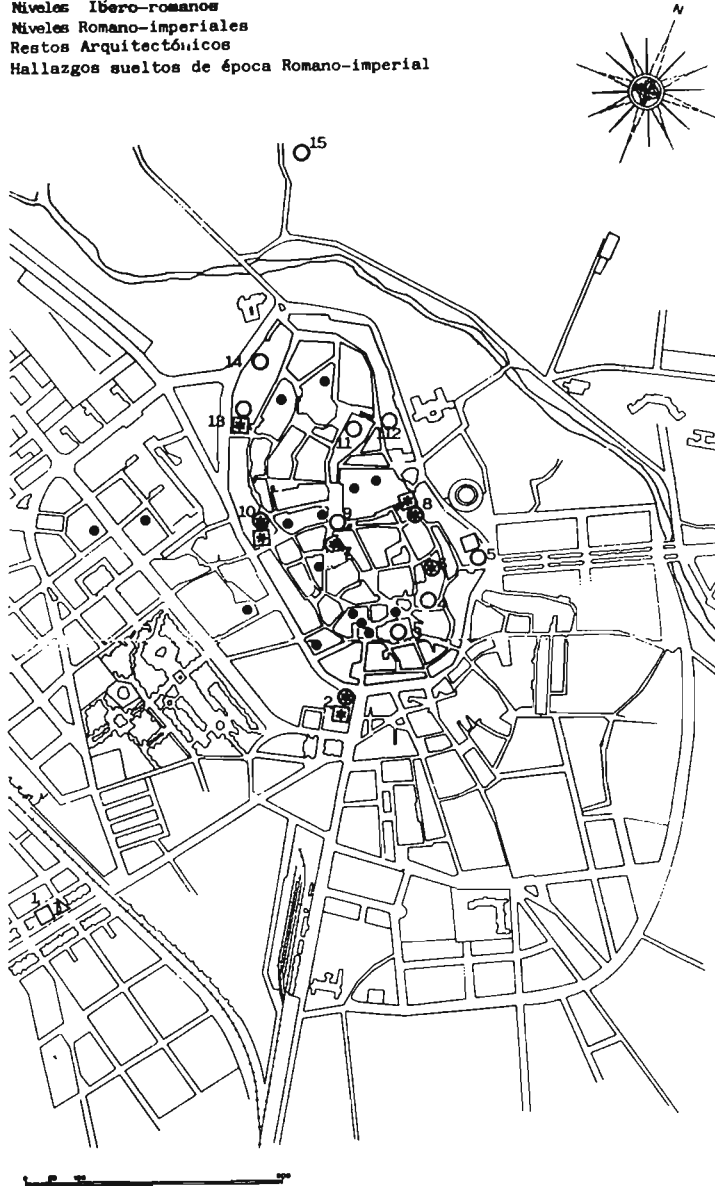 Niveles Ibero-romanos
Niveles Romano-imperiales
Restos Arquitectónicos
Hallazgos sueltos de época Romano-imperial
N
15
14
13
11
12
10
9
8
7
5
4
3
2
1